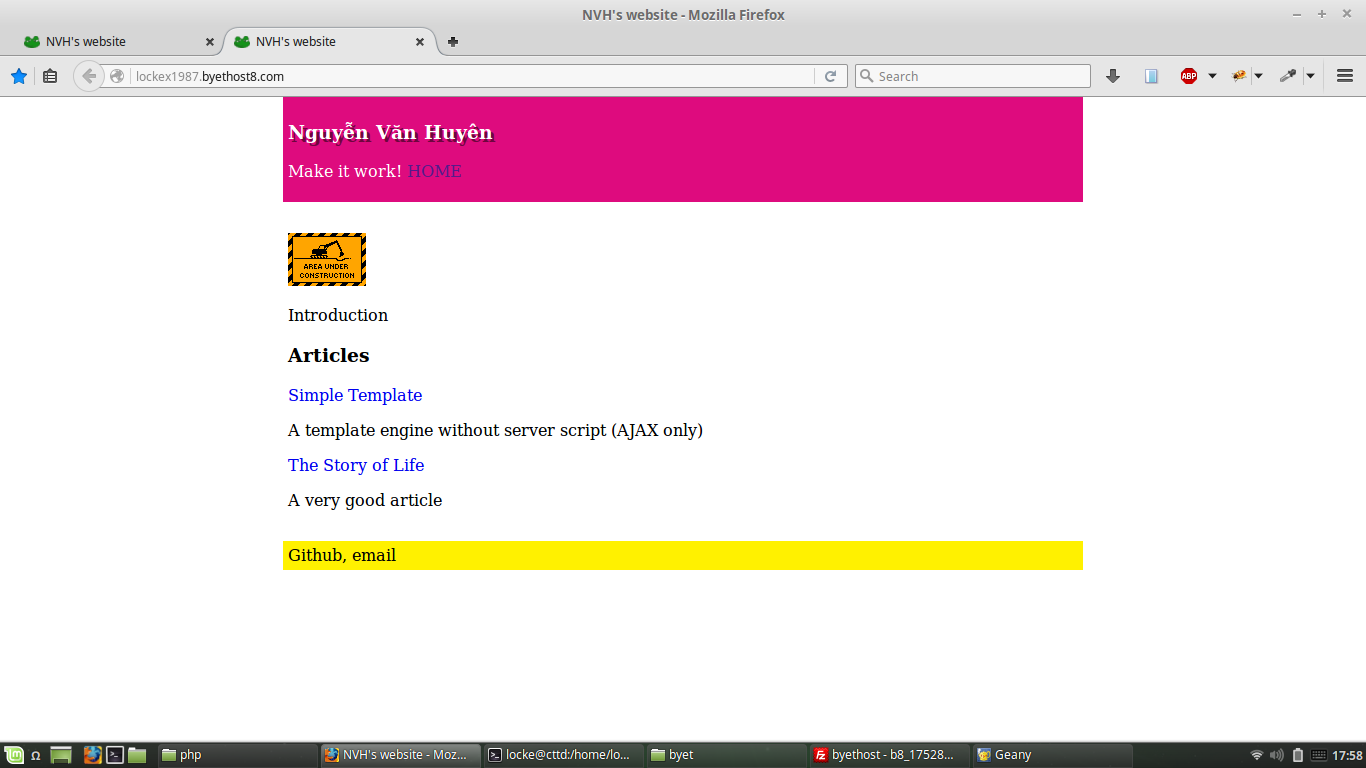 NVH's website - Mozilla Firefox
NVH's website
NVH's website
lockex1987.byethost8.com
Search
ABP
Nguyễn Văn Huyên
Make it work! HOME
AREA UNDER
CONSTRUCTION
Introduction
Articles
Simple Template
A template engine without server script (AJAX only)
The Story of Life
A very good article
Github, email
php
NVH's website - Moz...
locke@cttd:/home/lo...
byet
byethost - b8_17528...
Geany
17:58